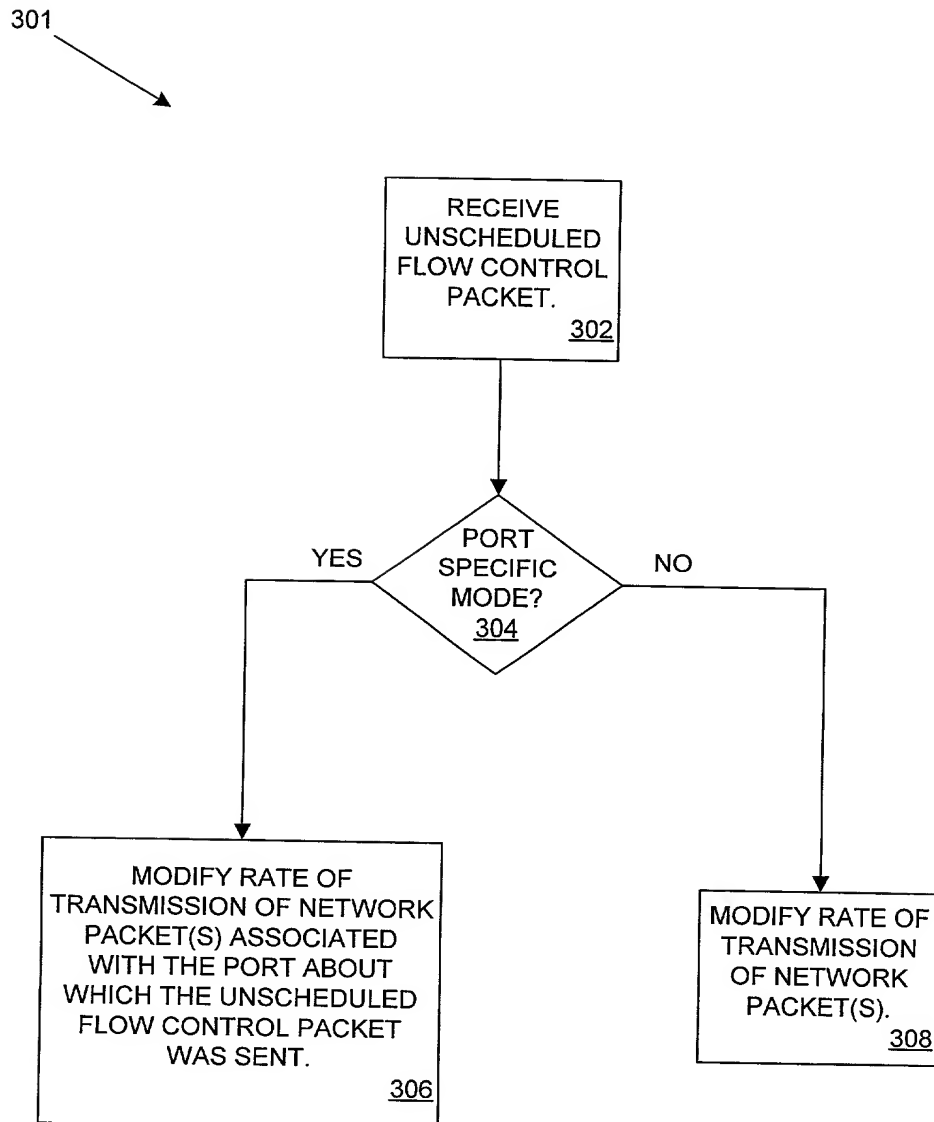 301
RECEIVE
UNSCHEDULED
FLOW CONTROL
PACKET.
302
YES
PORT
SPECIFIC
MODE?
304
NO
MODIFY RATE OF
TRANSMISSION OF NETWORK
PACKET(S) ASSOCIATED
WITH THE PORT ABOUT
WHICH THE UNSCHEDULED
FLOW CONTROL PACKET
WAS SENT.
306
MODIFY RATE OF
TRANSMISSION
OF NETWORK
PACKET(S).
308